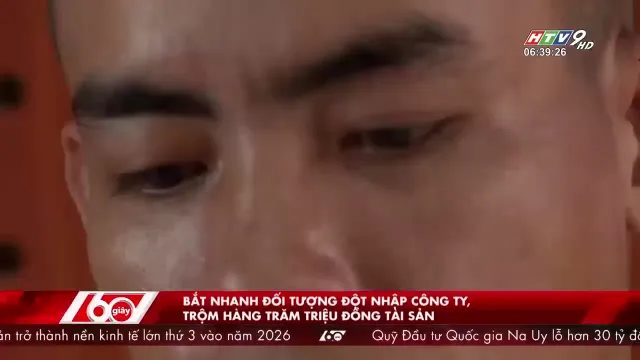 HTV9 HD
06:39:26
60 giây
BẮT NHANH ĐỐI TƯỢNG ĐỘT NHẬP CÔNG TY,
TRỘM HÀNG TRĂM TRIỆU ĐỒNG TÀI SẢN
ản trở thành nền kinh tế lớn thứ 3 vào năm 2026 60 giây Quỹ Đầu tư Quốc gia Na Uy lỗ hơn 30 tỷ đ